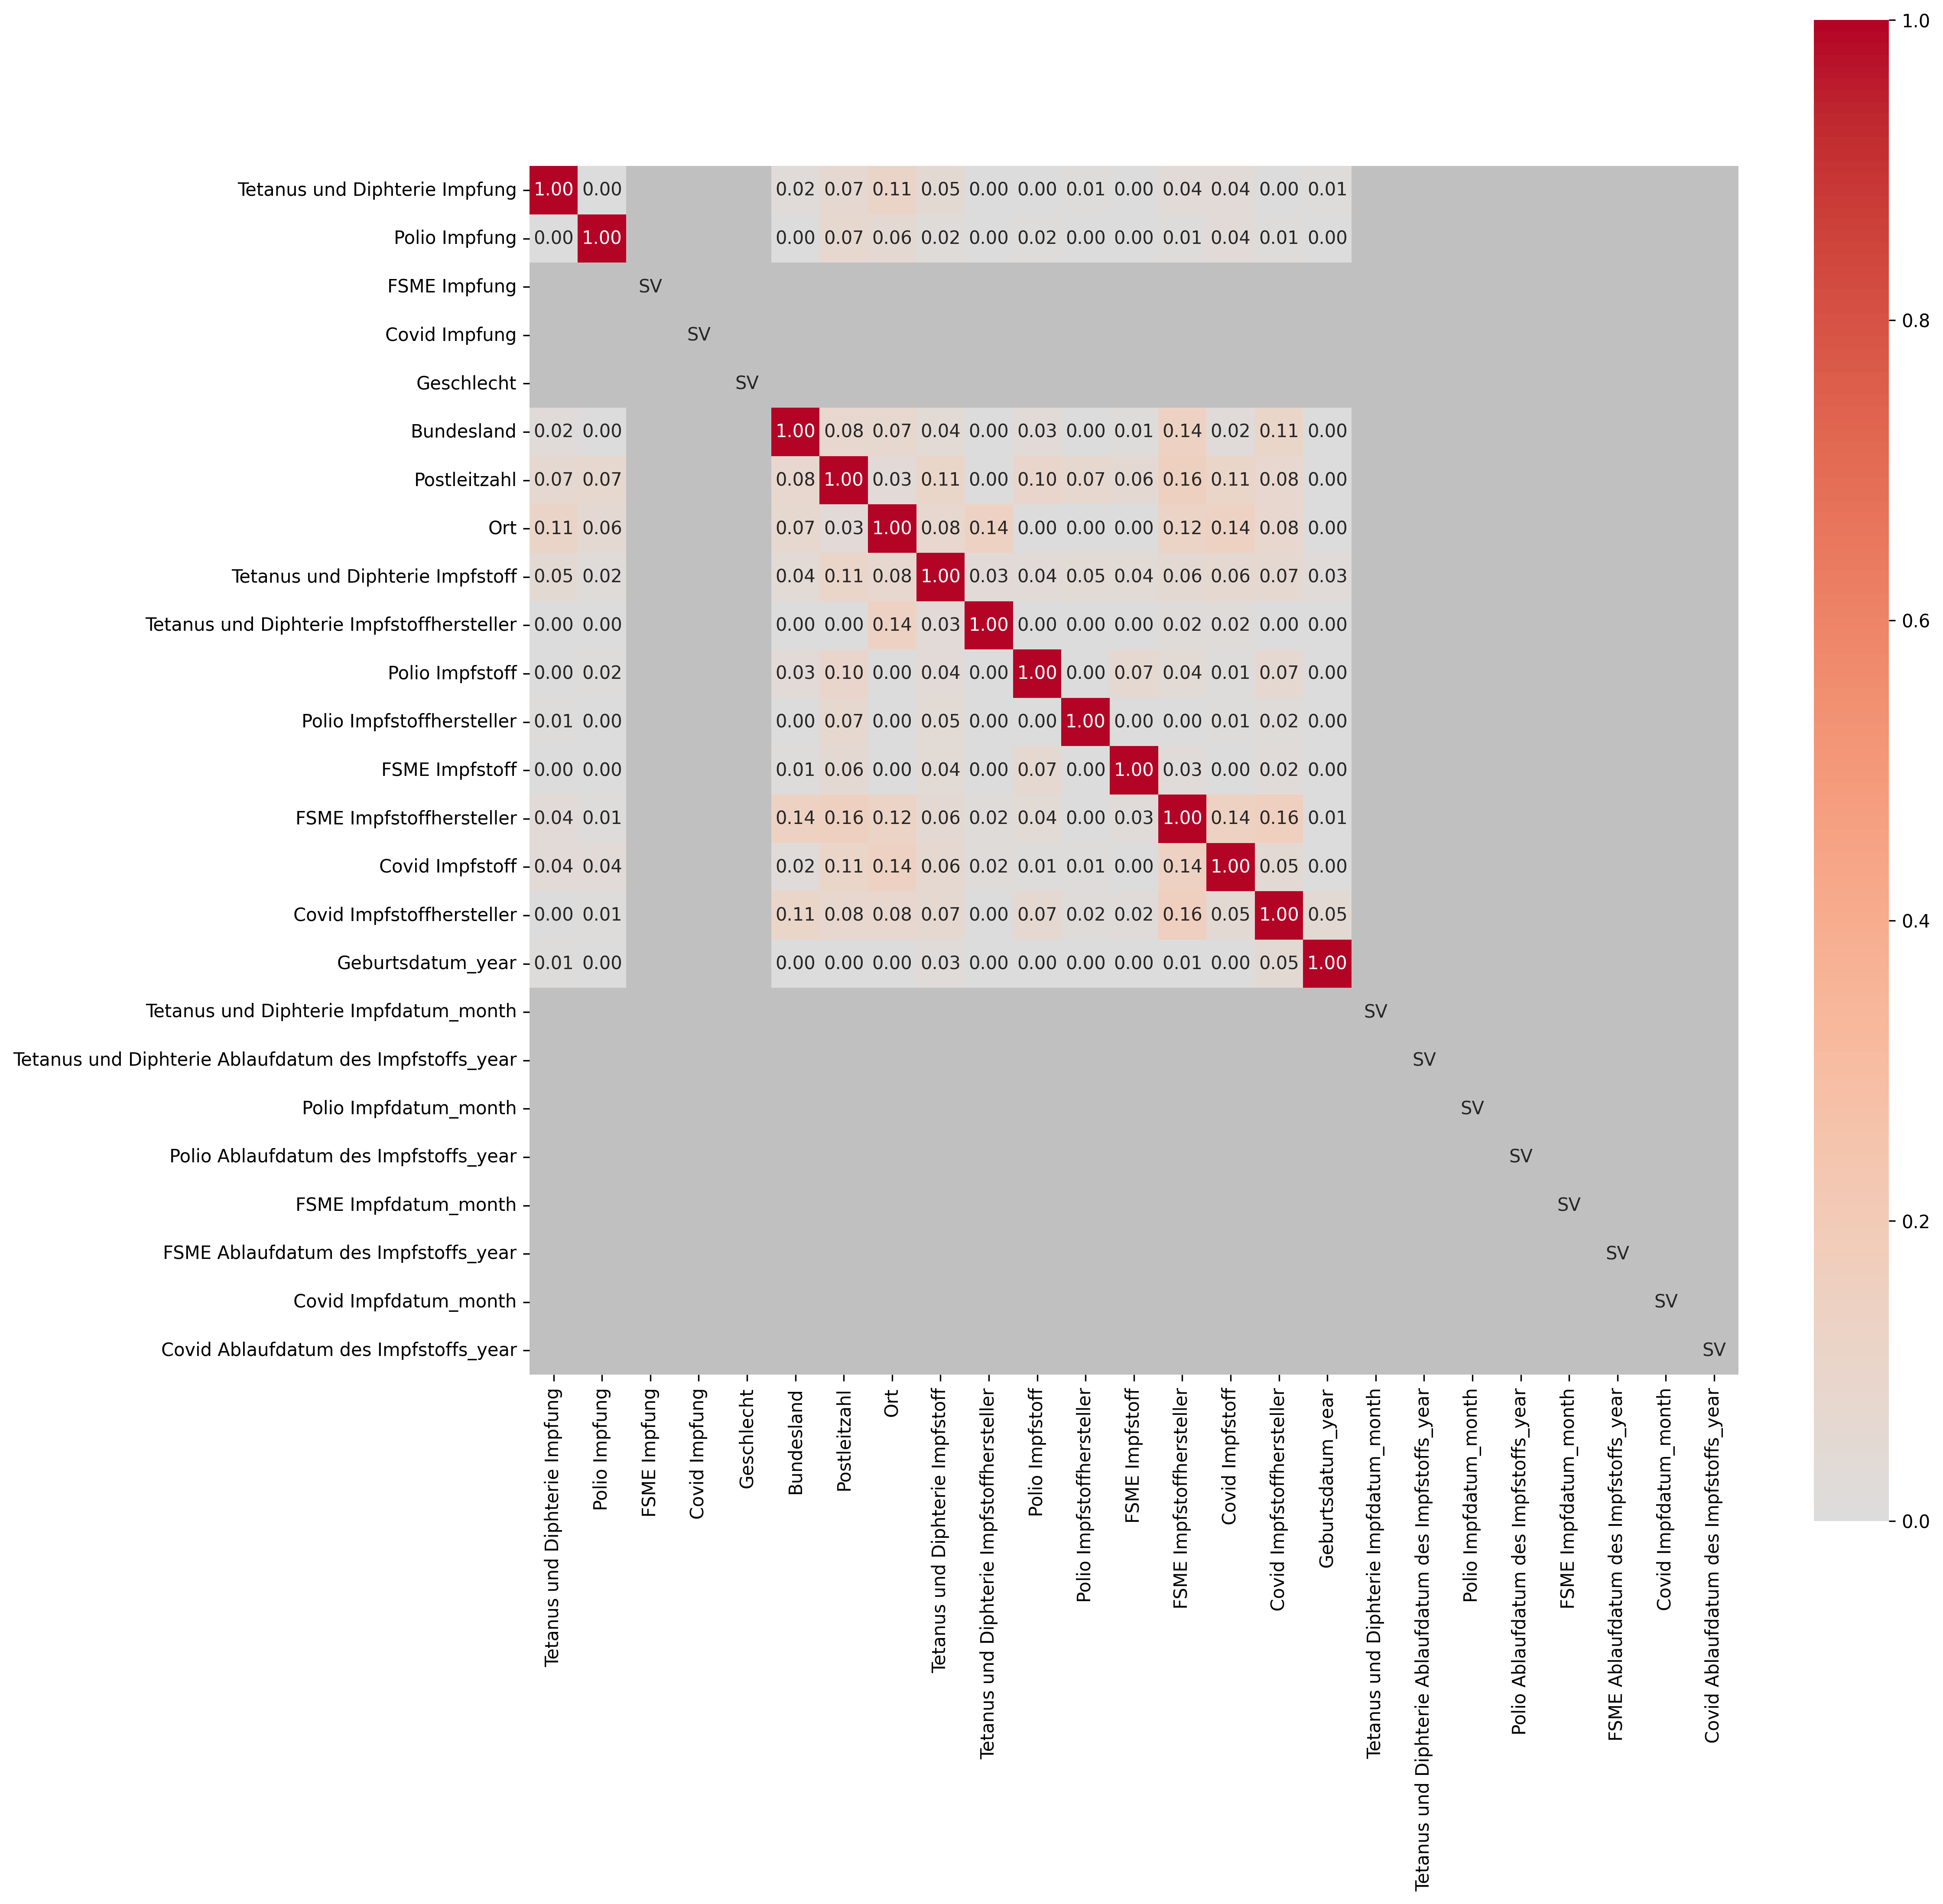 1.0
Tetanus und Diphterie Impfung 1.00 0.00 0.02 0.07 0.11 0.05 0.00 0.00 0.01 0.00 0.04 0.04 0.00 0.01
Polio Impfung 0.00 1.00 0.00 0.07 0.06 0.02 0.00 0.02 0.00 0.00 0.01 0.04 0.01 0.00
FSME Impfung SV
0.8
Covid Impfung SV
Geschlecht SV
Bundesland 0.02 0.00 1.00 0.08 0.07 0.04 0.00 0.03 0.00 0.01 0.14 0.02 0.11 0.00
Postleitzahl 0.07 0.07 0.08 1.00 0.03 0.11 0.00 0.10 0.07 0.06 0.16 0.11 0.08 0.00
Ort 0.11 0.06 0.07 0.03 1.00 0.08 0.14 0.00 0.00 0.00 0.12 0.14 0.08 0.00
Tetanus und Diphterie Impfstoff 0.05 0.02 0.04 0.11 0.08 1.00 0.03 0.04 0.05 0.04 0.06 0.06 0.07 0.03
0.6
Tetanus und Diphterie Impfstoffhersteller 0.00 0.00 0.00 0.00 0.14 0.03 1.00 0.00 0.00 0.00 0.02 0.02 0.00 0.00
Polio Impfstoff 0.00 0.02 0.03 0.10 0.00 0.04 0.00 1.00 0.00 0.07 0.04 0.01 0.07 0.00
Polio Impfstoffhersteller 0.01 0.00 0.00 0.07 0.00 0.05 0.00 0.00 1.00 0.00 0.00 0.01 0.02 0.00
FSME Impfstoff 0.00 0.00 0.01 0.06 0.00 0.04 0.00 0.07 0.00 1.00 0.03 0.00 0.02 0.00
FSME Impfstoffhersteller 0.04 0.01 0.14 0.16 0.12 0.06 0.02 0.04 0.00 0.03 1.00 0.14 0.16 0.01
Covid Impfstoff 0.04 0.04 0.02 0.11 0.14 0.06 0.02 0.01 0.01 0.00 0.14 1.00 0.05 0.00
Covid Impfstoffhersteller 0.00 0.01 0.11 0.08 0.08 0.07 0.00 0.07 0.02 0.02 0.16 0.05 1.00 0.05
0.4
Geburtsdatum_year 0.01 0.00 0.00 0.00 0.00 0.03 0.00 0.00 0.00 0.00 0.01 0.00 0.05 1.00
Tetanus und Diphterie Impfdatum_month SV
Tetanus und Diphterie Ablaufdatum des Impfstoffs_year SV
Polio Impfdatum_month SV
Polio Ablaufdatum des Impfstoffs_year SV
FSME Impfdatum_month SV
0.2
FSME Ablaufdatum des Impfstoffs_year SV
Covid Impfdatum_month SV
Covid Ablaufdatum des Impfstoffs_year SV
0.0
Tetanus und Diphterie Impfung
Polio Impfung
FSME Impfung
Covid Impfung
Geschlecht
Bundesland
Postleitzahl
Ort
Tetanus und Diphterie Impfstoff
Tetanus und Diphterie Impfstoffhersteller
Polio Impfstoff
Polio Impfstoffhersteller
FSME Impfstoff
FSME Impfstoffhersteller
Covid Impfstoff
Covid Impfstoffhersteller
Geburtsdatum_year
Tetanus und Diphterie Impfdatum_month
Tetanus und Diphterie Ablaufdatum des Impfstoffs_year
Polio Impfdatum_month
Polio Ablaufdatum des Impfstoffs_year
FSME Impfdatum_month
FSME Ablaufdatum des Impfstoffs_year
Covid Impfdatum_month
Covid Ablaufdatum des Impfstoffs_year